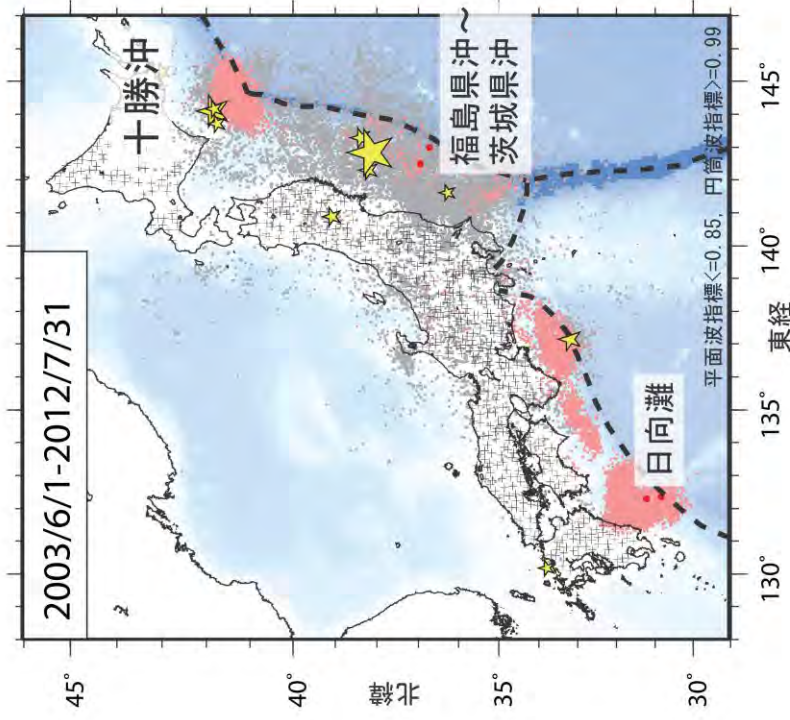 2003/6/1-2012/7/31
十勝沖
福島県沖～
茨城県沖
日向灘
平面波指標<=0.85, 円筒波指標>=0.99
北緯
45°
40°
35°
30°
130°
135°
140°
145°
東経